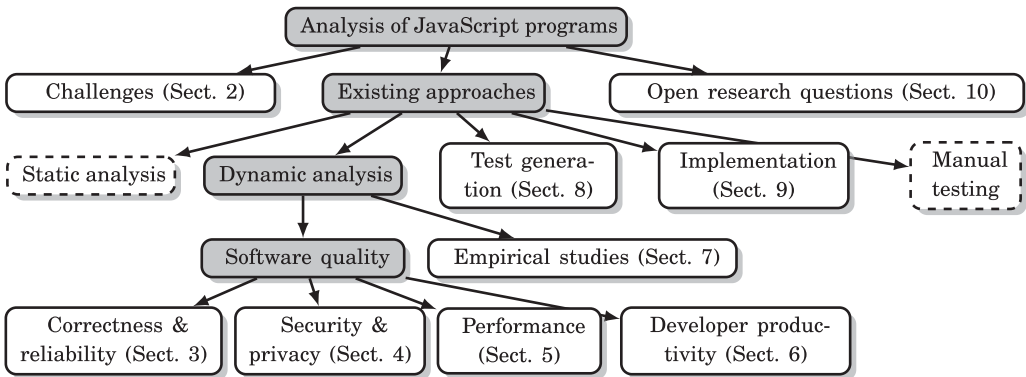 Analysis of JavaScript programs
Challenges (Sect. 2)
Existing approaches
Open research questions (Sect. 10)
Static analysis
Dynamic analysis
Test genera-
tion (Sect. 8)
Implementation
(Sect. 9)
Manual
testing
Software quality
Empirical studies (Sect. 7)
Correctness &
reliability (Sect. 3)
Security &
privacy (Sect. 4)
Performance
(Sect. 5)
Developer produc-
tivity (Sect. 6)